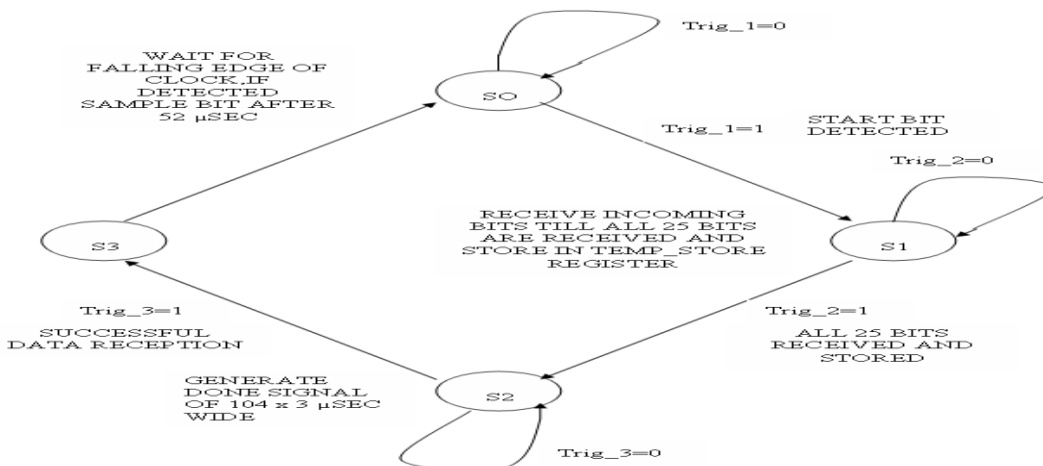 Trig_1=0
WAIT FOR
FALLING EDGE OF
CLOCK,IF
DETECTED
SAMPLE BIT AFTER
52 µSEC
SO
Trig_1=1
START BIT
DETECTED
Trig_2=0
RECEIVE INCOMING
BITS TILL ALL 25 BITS
ARE RECEIVED AND
STORE IN TEMP_STORE
REGISTER
S3
S1
Trig_3=1
SUCCESSFUL
DATA RECEPTION
Trig_2=1
ALL 25 BITS
RECEIVED AND
STORED
GENERATE
DONE SIGNAL
OF 104 x 3 µSEC
WIDE
S2
Trig_3=0